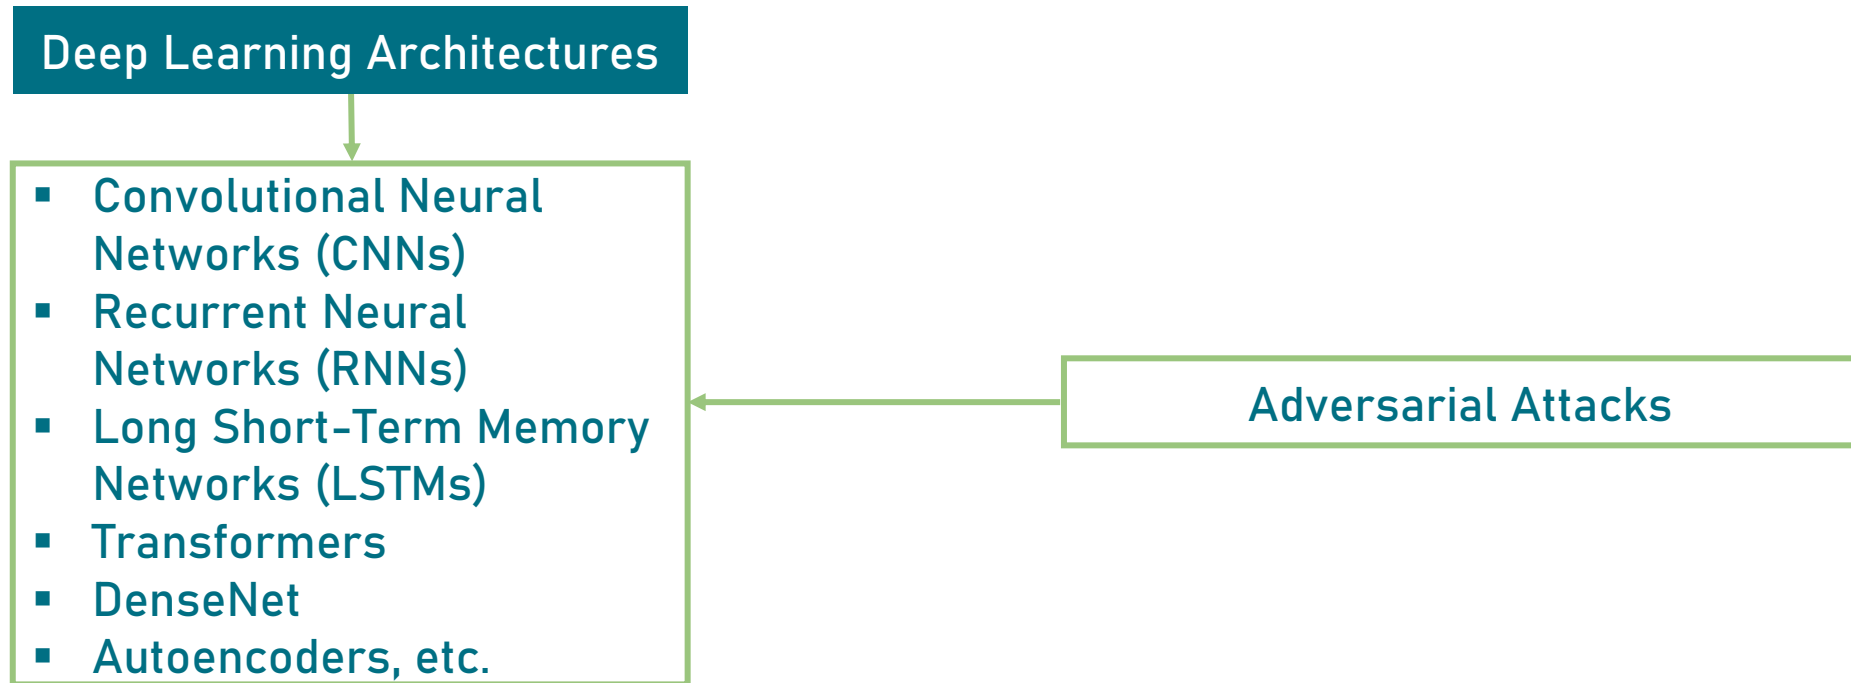 Deep Learning Architectures
▪ Convolutional Neural
Networks (CNNs)
▪ Recurrent Neural
Networks (RNNs)
▪ Long Short-Term Memory
Networks (LSTMs)
▪ Transformers
▪ DenseNet
▪ Autoencoders, etc.
Adversarial Attacks